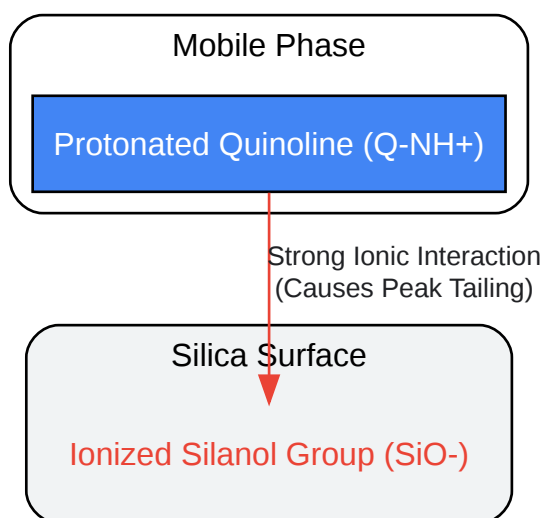 Mobile Phase
Protonated Quinoline (Q-NH+)
Strong Ionic Interaction
(Causes Peak Tailing)
Silica Surface
Ionized Silanol Group (SiO-)